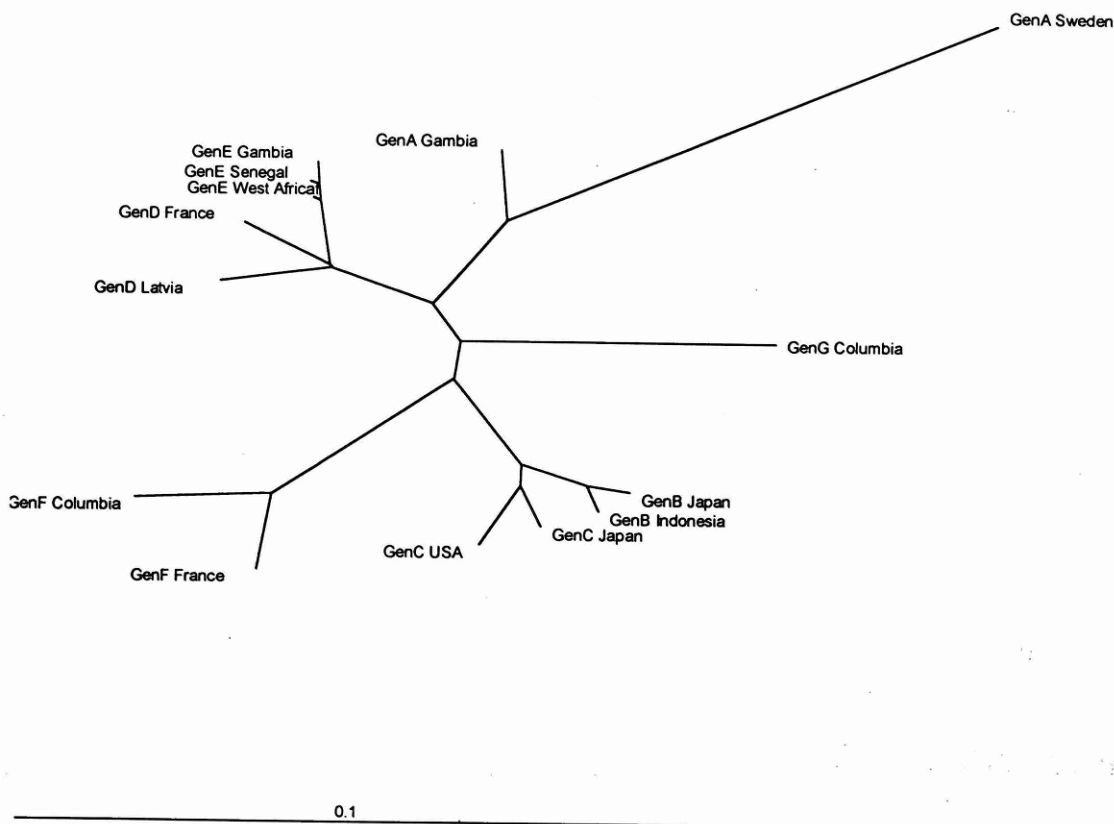 GenA Sweden
GenA Gambia
GenE Gambia
GenE Senegal
GenE West Africa
GenD France
GenD Latvia
GenG Columbia
GenF Columbia
GenB Japan
GenB Indonesia
GenC Japan
GenC USA
GenF France
0.1